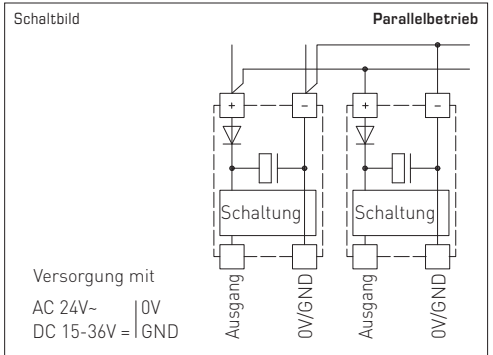 Schaltbild
Parallelbetrieb
+ − + −
Schaltung Schaltung
Ausgang 0V/GND Ausgang 0V/GND
Versorgung mit
AC 24V~ | 0V
DC 15-36V = | GND